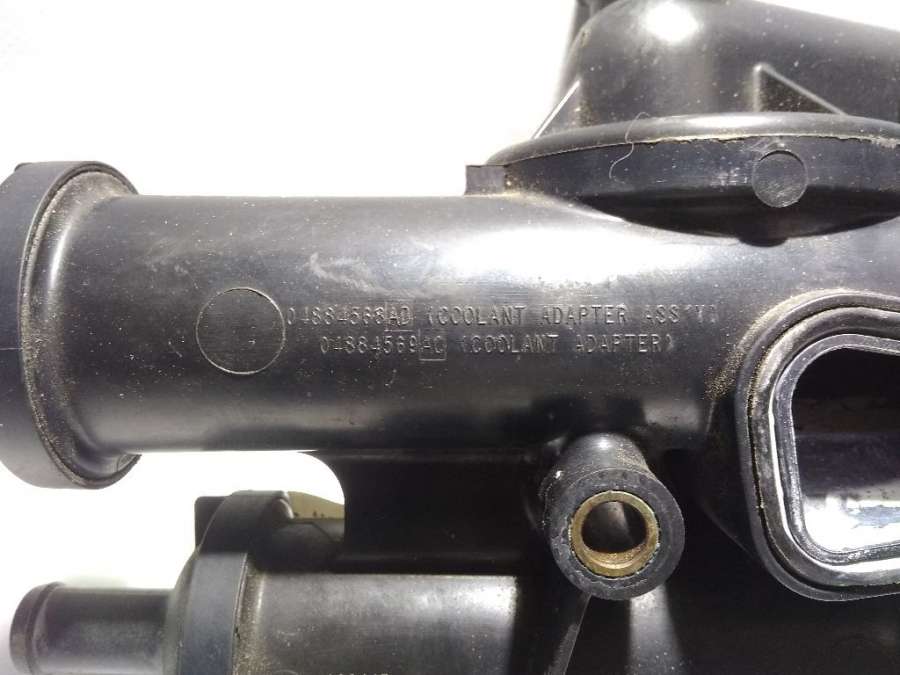 04884568AD (COOLANT ADAPTER ASS'Y)
04884569AC (COOLANT ADAPTER)